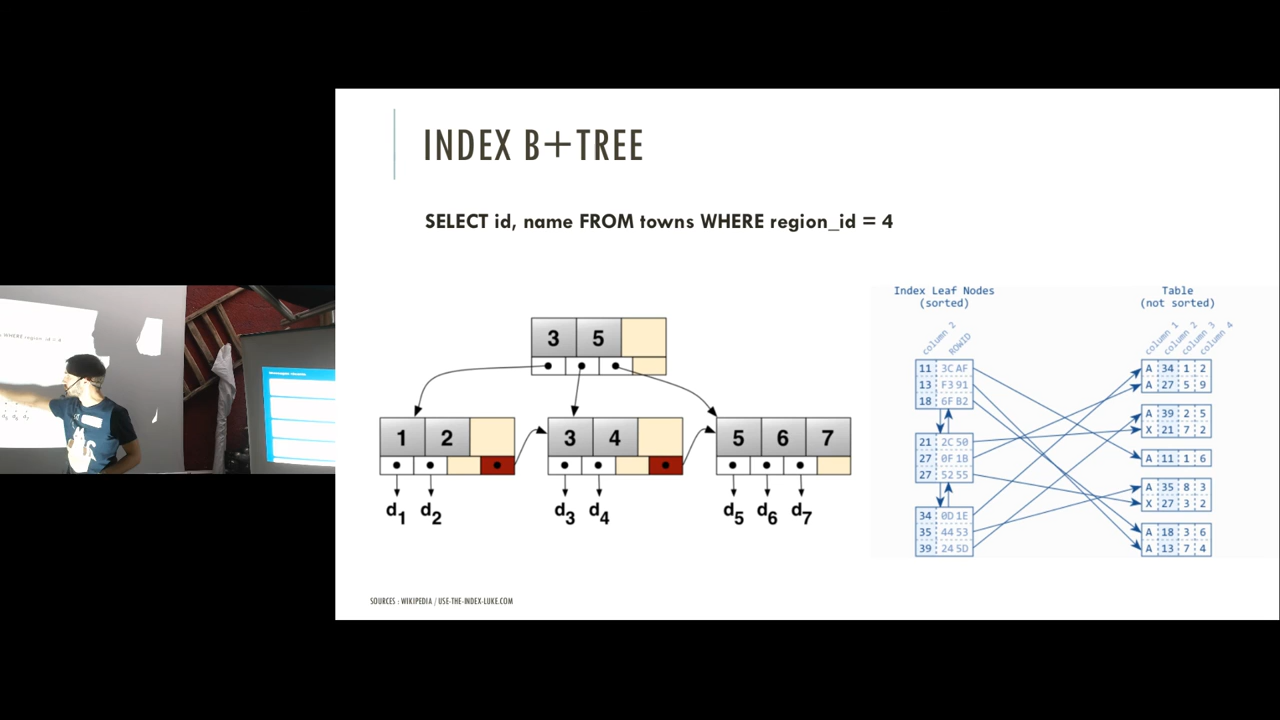 INDEX B+TREE
SELECT id, name FROM towns WHERE region_id = 4
3 5
1 2
3 4
5 6 7
d1 d2
d3 d4
d5 d6 d7
Index Leaf Nodes
(sorted)
column 2
ROWID
11 3C AF
13 F3 91
18 6F B2
21 2C 50
27 0F 1B
27 52 55
34 0D 1E
35 44 53
39 24 5D
Table
(not sorted)
column 1
column 2
column 3
column 4
A 34 1 2
A 27 5 9
A 39 2 5
X 21 7 2
A 11 1 6
A 35 8 3
X 27 3 2
A 18 3 6
A 13 7 4
SOURCES : WIKIPEDIA / USE-THE-INDEX-LUKE.COM
WHERE region_id = 4